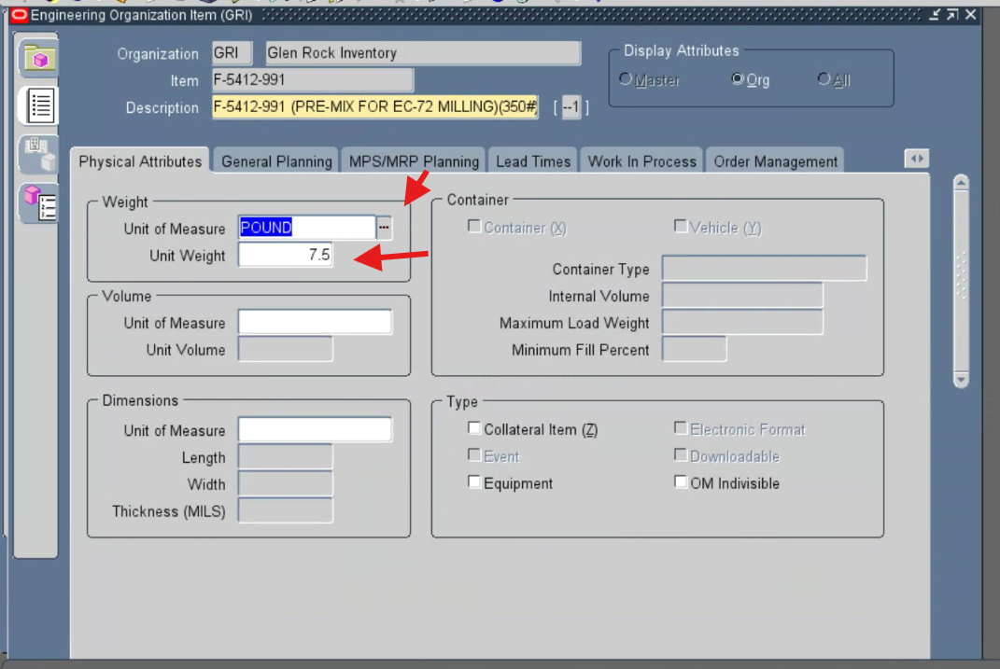 Engineering Organization Item (GRI)
Organization GRI Glen Rock Inventory
Item F-5412-991
Description F-5412-991 (PRE-MIX FOR EC-72 MILLING)(350#) [ --1 ]
Display Attributes
Master Org All
Physical Attributes General Planning MPS/MRP Planning Lead Times Work In Process Order Management
Weight
Unit of Measure POUND
Unit Weight 7.5
Volume
Unit of Measure
Unit Volume
Dimensions
Unit of Measure
Length
Width
Thickness (MILS)
Container
Container (X) Vehicle (Y)
Container Type
Internal Volume
Maximum Load Weight
Minimum Fill Percent
Type
Collateral Item (Z) Electronic Format
Event Downloadable
Equipment OM Indivisible